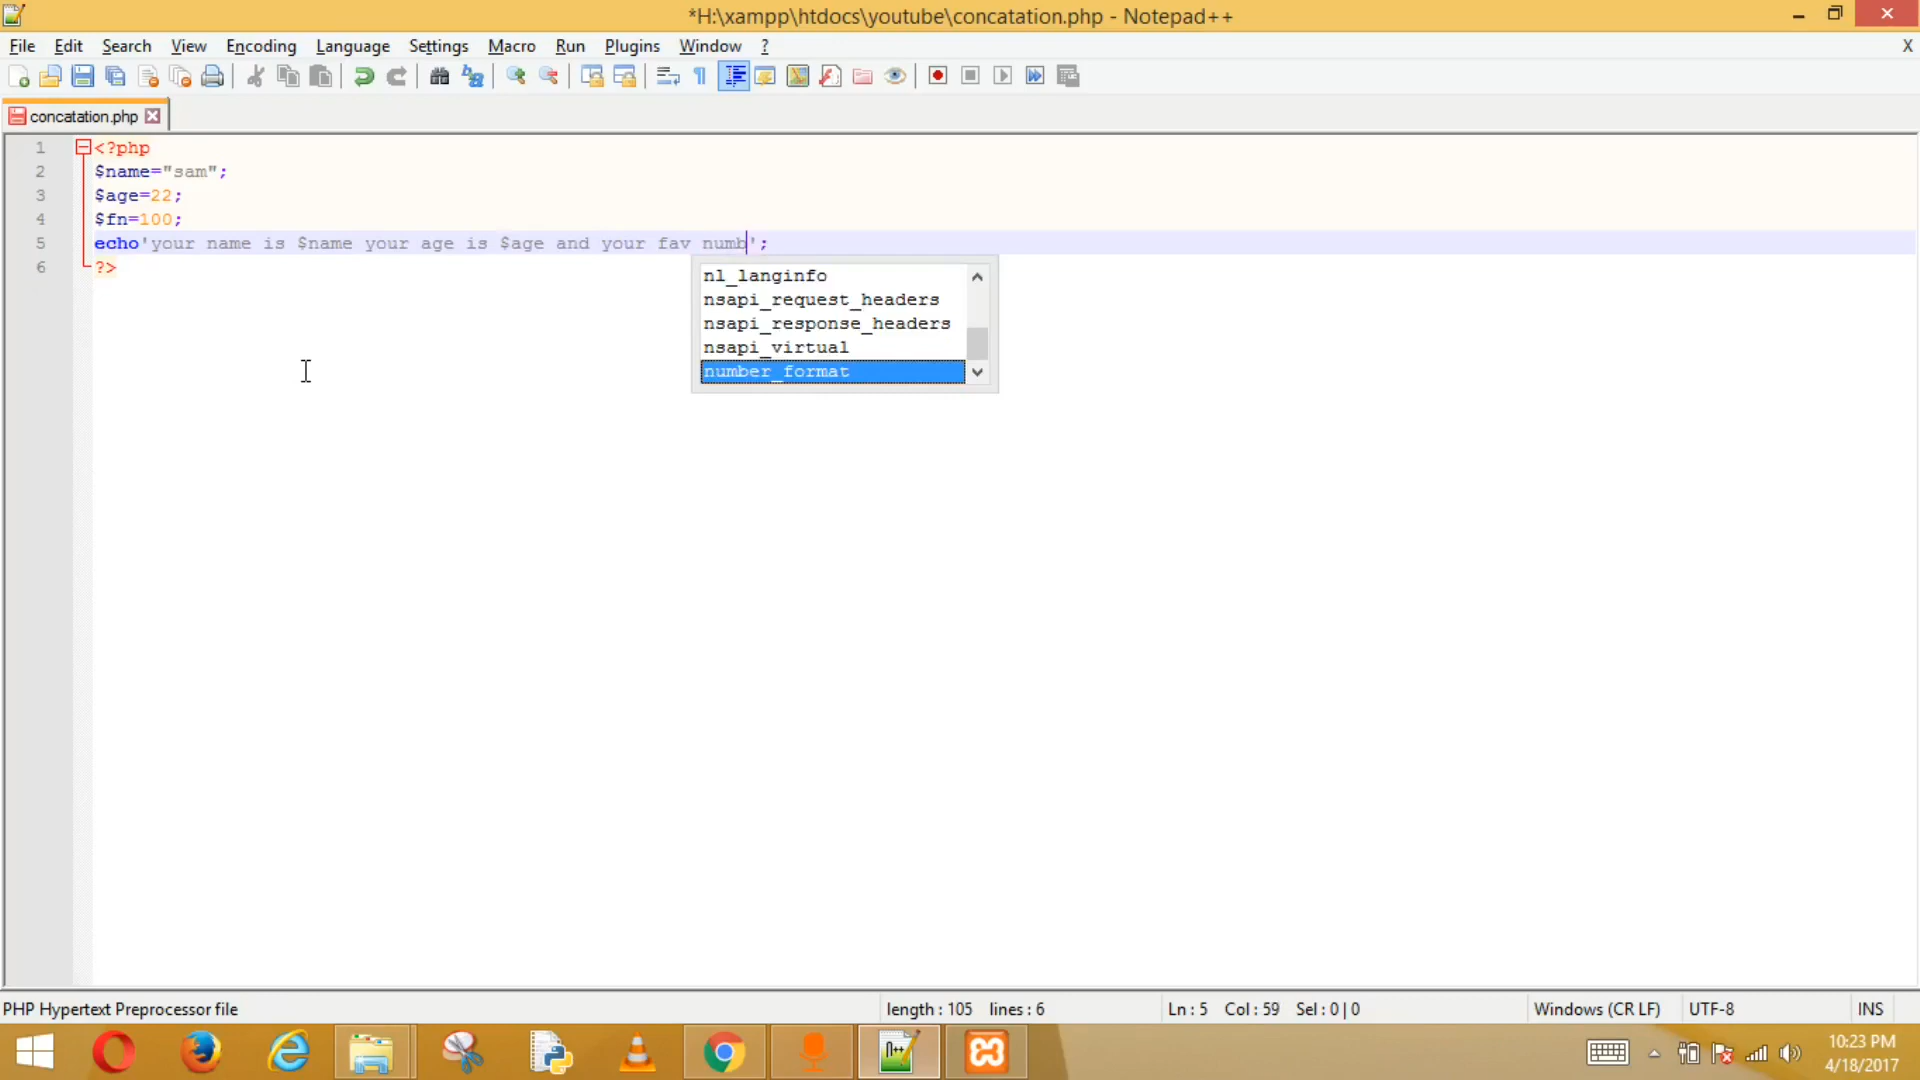 *H:\xampp\htdocs\youtube\concatation.php - Notepad++
File Edit Search View Encoding Language Settings Macro Run Plugins Window ? X
concatation.php
1 <?php
2 $name="sam";
3 $age=22;
4 $fn=100;
5 echo'your name is $name your age is $age and your fav numb';
6 ?>
nl_langinfo
nsapi_request_headers
nsapi_response_headers
nsapi_virtual
number_format
PHP Hypertext Preprocessor file length : 105 lines : 6 Ln : 5 Col : 59 Sel : 0 | 0 Windows (CR LF) UTF-8 INS
10:23 PM
4/18/2017